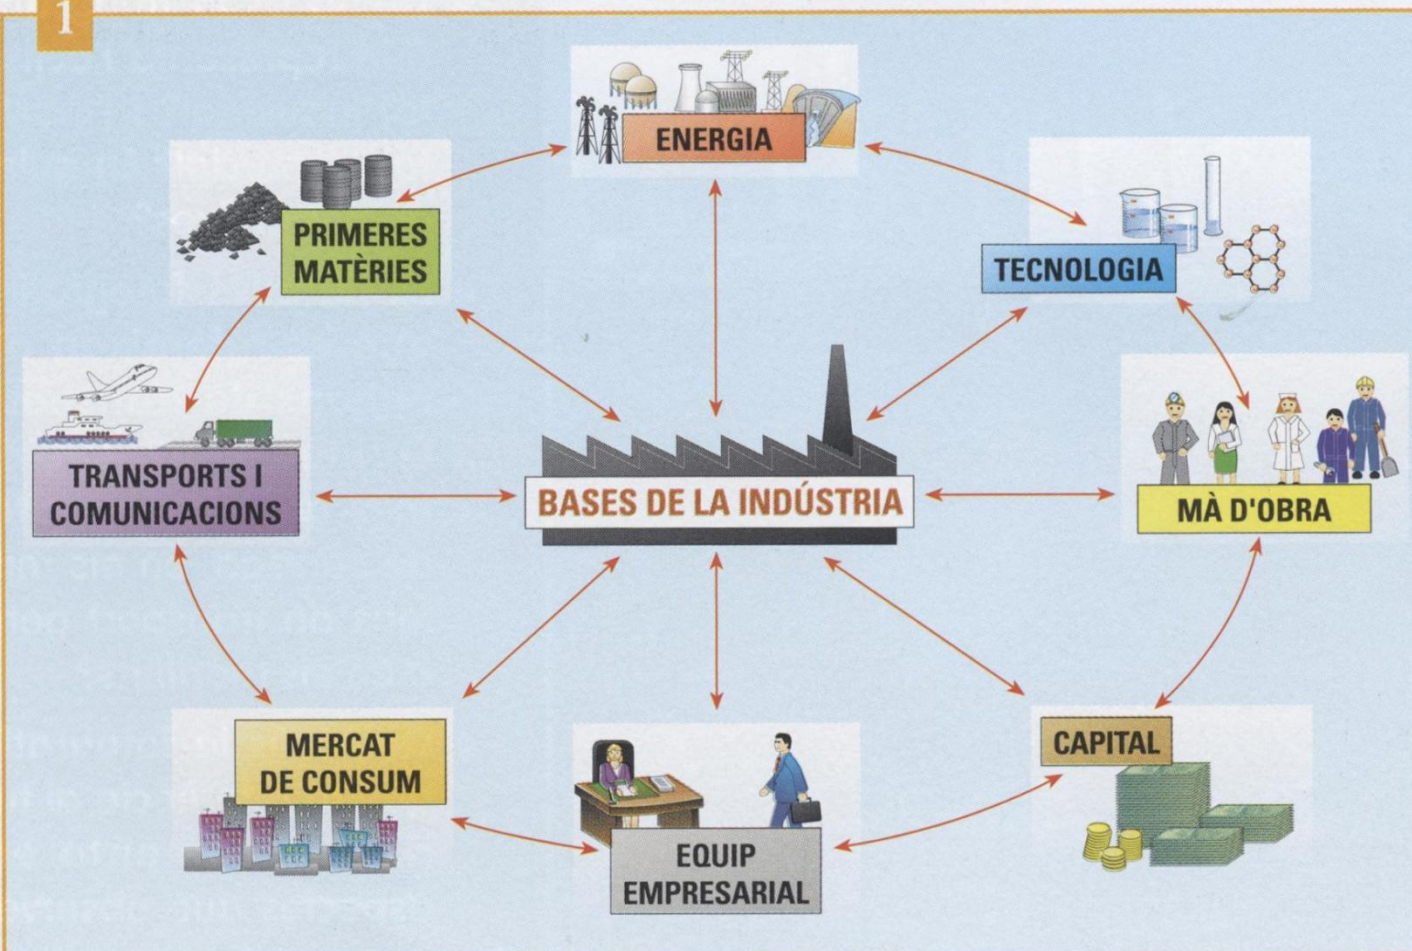 1
ENERGIA
PRIMERES
MATÈRIES
TECNOLOGIA
TRANSPORTS I
COMUNICACIONS
BASES DE LA INDÚSTRIA
MÀ D'OBRA
MERCAT
DE CONSUM
CAPITAL
EQUIP
EMPRESARIAL